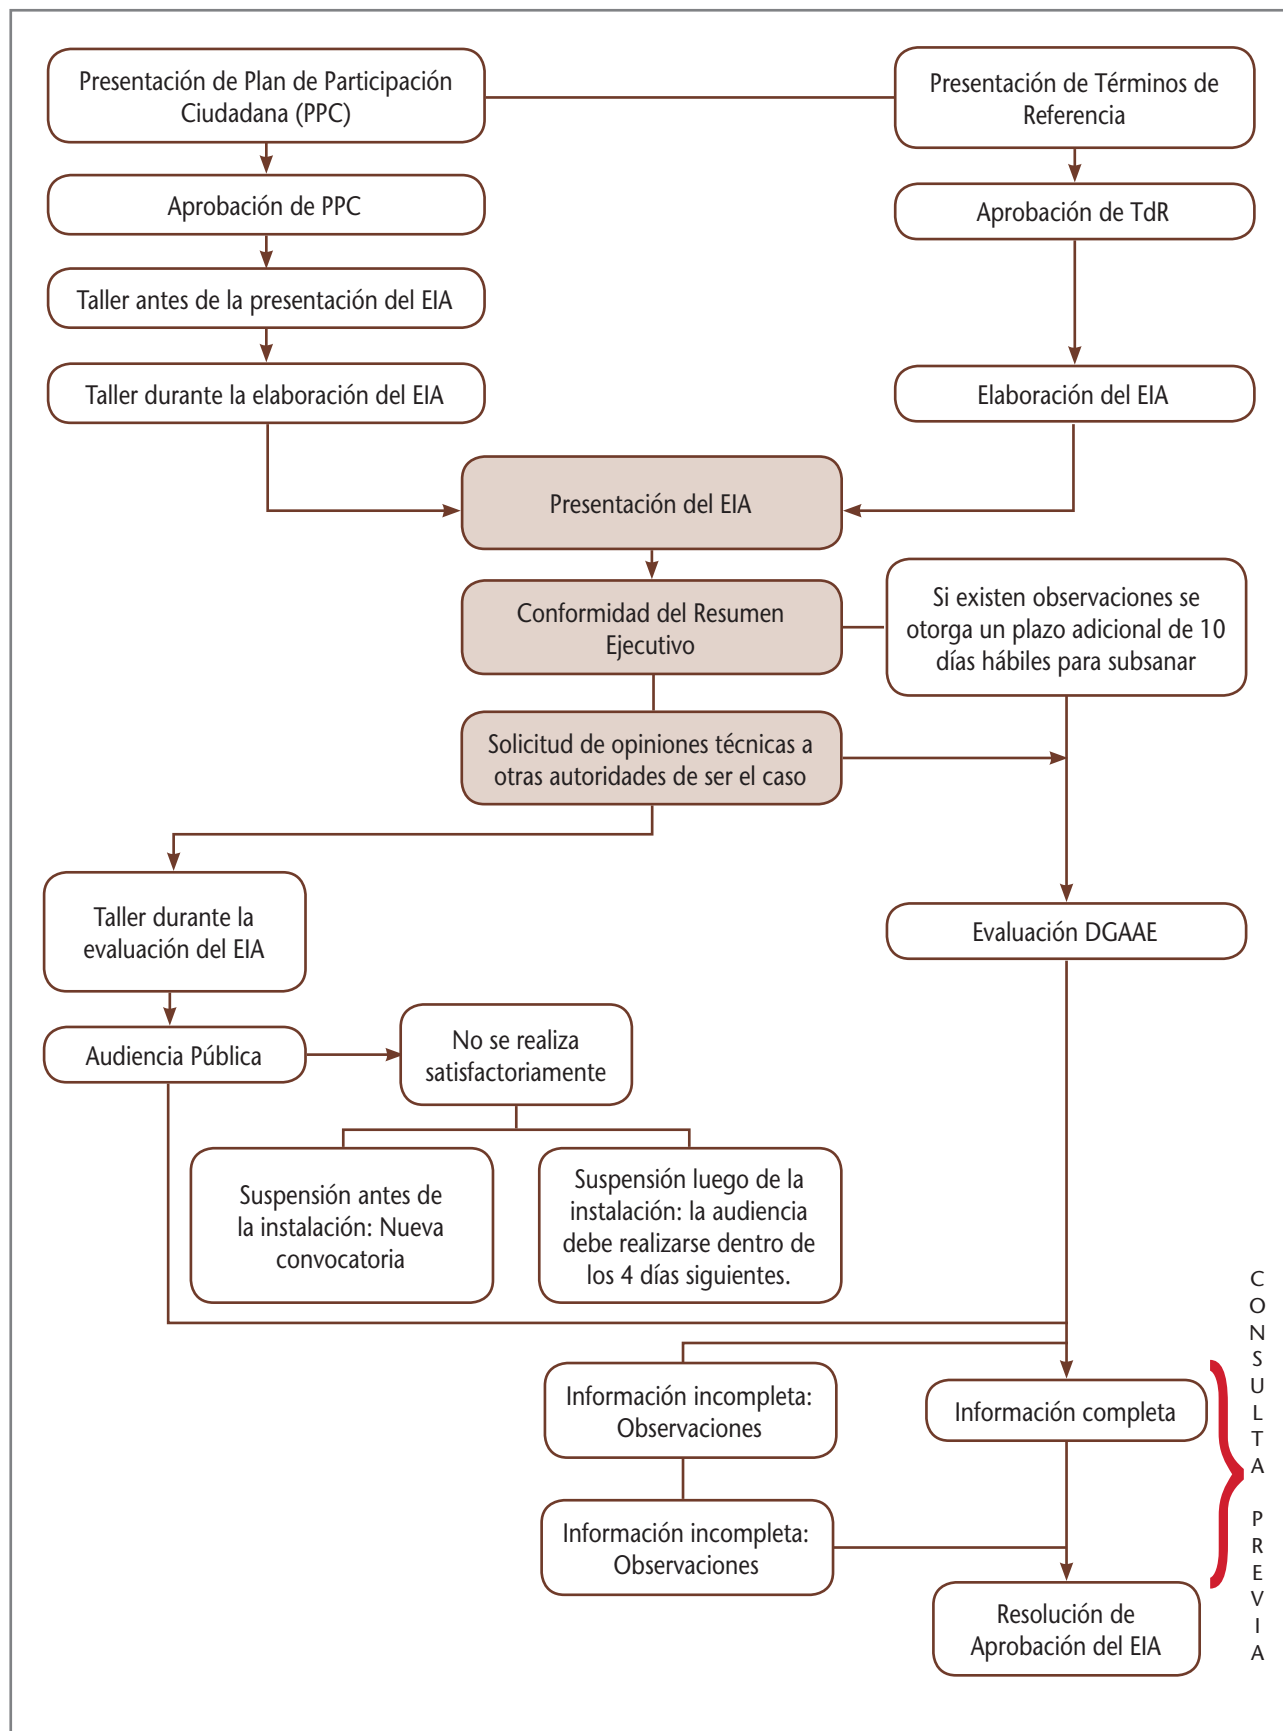 Presentación de Plan de Participación
Ciudadana (PPC)
Presentación de Términos de
Referencia
Aprobación de PPC
Aprobación de TdR
Taller antes de la presentación del EIA
Taller durante la elaboración del EIA
Elaboración del EIA
Presentación del EIA
Conformidad del Resumen
Ejecutivo
Si existen observaciones se
otorga un plazo adicional de 10
días hábiles para subsanar
Solicitud de opiniones técnicas a
otras autoridades de ser el caso
Taller durante la
evaluación del EIA
Evaluación DGAAE
Audiencia Pública
No se realiza
satisfactoriamente
Suspensión antes de
la instalación: Nueva
convocatoria
Suspensión luego de la
instalación: la audiencia
debe realizarse dentro de
los 4 días siguientes.
Información incompleta:
Observaciones
Información completa
Información incompleta:
Observaciones
Resolución de
Aprobación del EIA
CONSULTA PREVIA